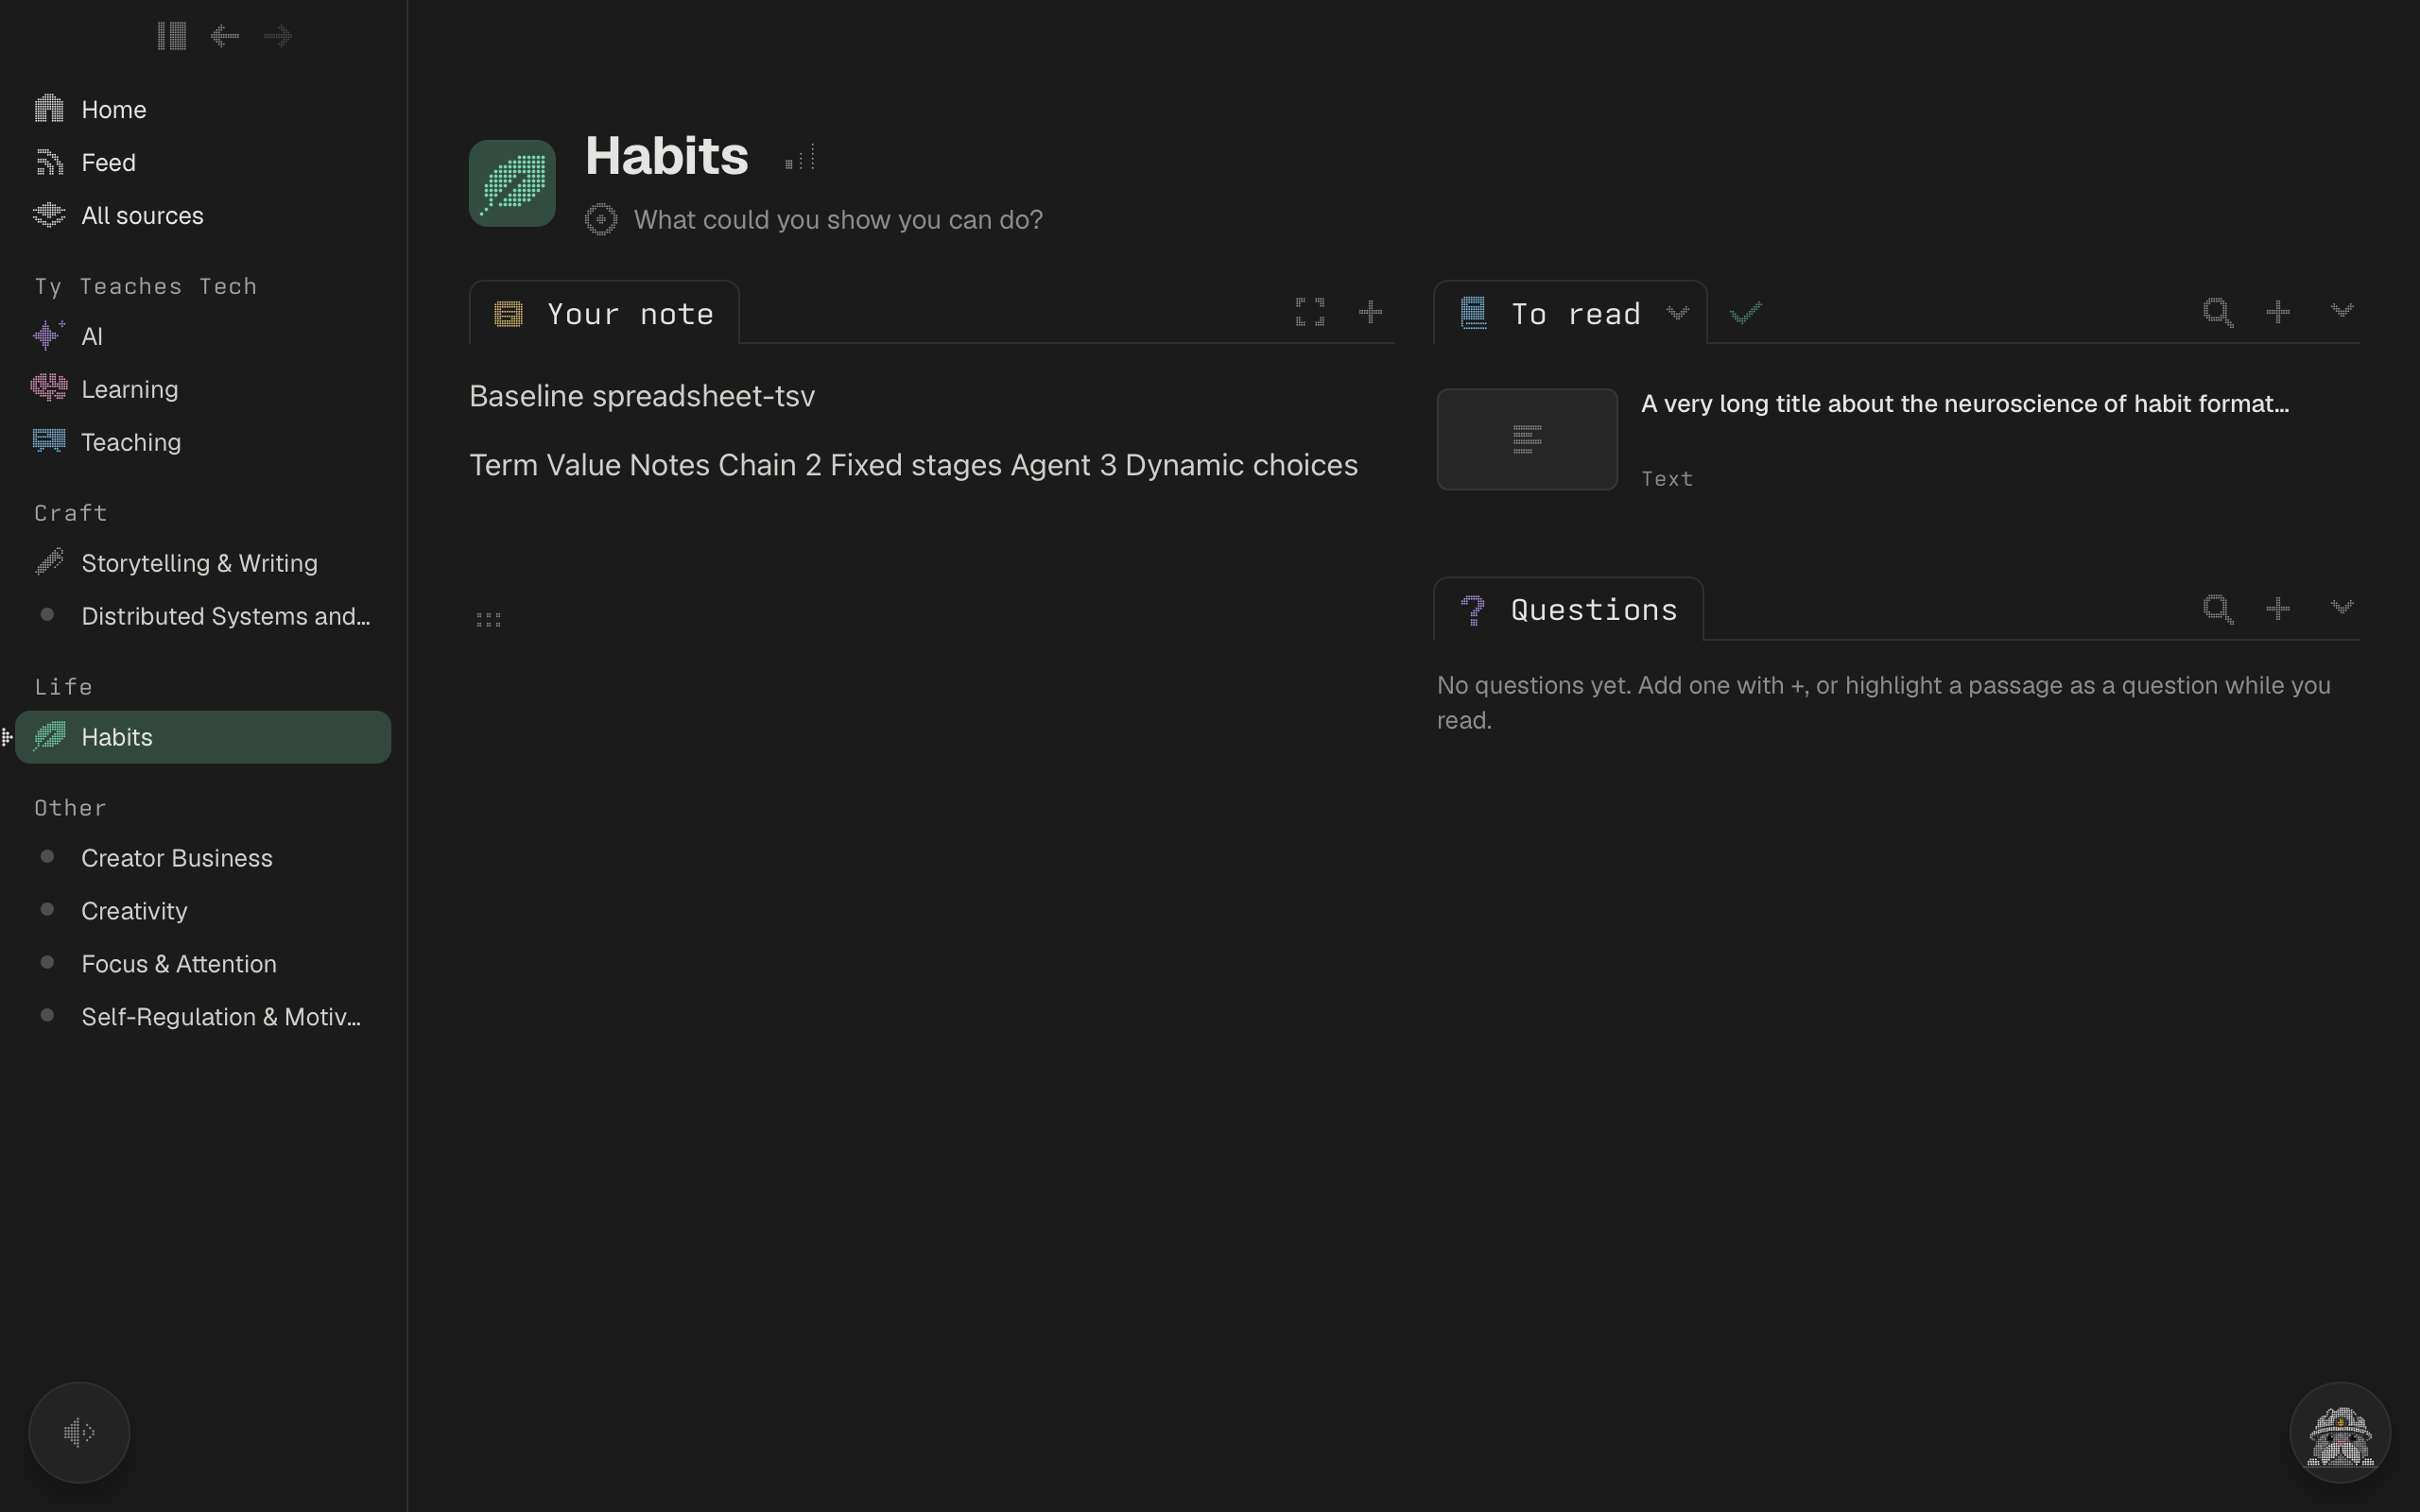 Home
Feed
All sources
Ty Teaches Tech
AI
Learning
Teaching
Craft
Storytelling & Writing
Distributed Systems and...
Life
Habits
Other
Creator Business
Creativity
Focus & Attention
Self-Regulation & Motiv...
Habits
What could you show you can do?
Your note
Baseline spreadsheet-tsv
Term Value Notes Chain 2 Fixed stages Agent 3 Dynamic choices
To read
A very long title about the neuroscience of habit format...
Text
Questions
No questions yet. Add one with +, or highlight a passage as a question while you
read.